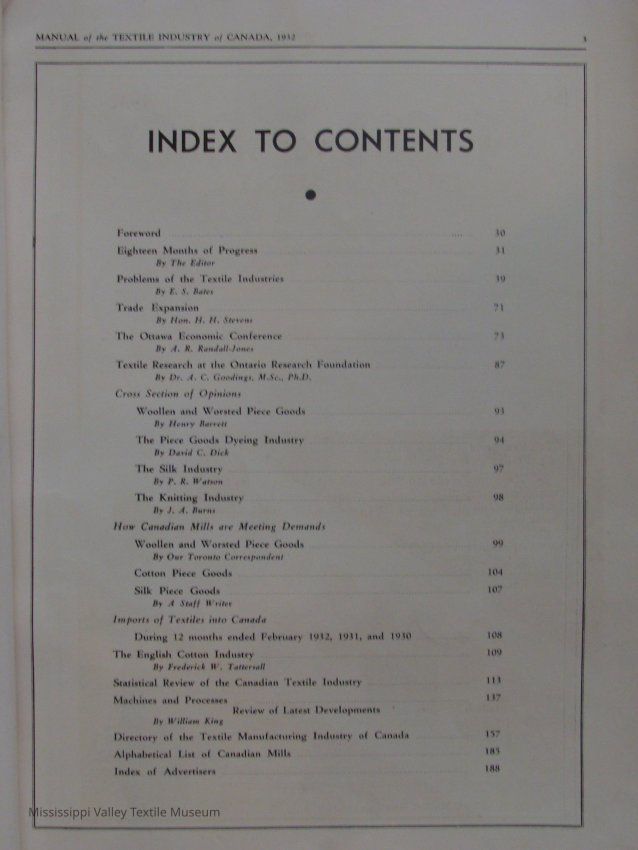 MANUAL of the TEXTILE INDUSTRY of CANADA, 1932 3
INDEX TO CONTENTS
Foreword .... 30
Eighteen Months of Progress 31
By The Editor
Problems of the Textile Industries 39
By E. S. Bates
Trade Expansion 71
By Hon. H. H. Stevens
The Ottawa Economic Conference 73
By A. R. Randall-Jones
Textile Research at the Ontario Research Foundation 87
By Dr. A. C. Goodings, M.Sc., Ph.D.
Cross Section of Opinions
Woollen and Worsted Piece Goods 93
By Henry Barrett
The Piece Goods Dyeing Industry 94
By David C. Dick
The Silk Industry 97
By P. R. Watson
The Knitting Industry 98
By J. A. Burns
How Canadian Mills are Meeting Demands
Woollen and Worsted Piece Goods 99
By Our Toronto Correspondent
Cotton Piece Goods 104
Silk Piece Goods 107
By A Staff Writer
Imports of Textiles into Canada
During 12 months ended February 1932, 1931, and 1930 108
The English Cotton Industry 109
By Frederick W. Tattersall
Statistical Review of the Canadian Textile Industry 113
Machines and Processes 137
Review of Latest Developments
By William King
Directory of the Textile Manufacturing Industry of Canada 157
Alphabetical List of Canadian Mills 185
Index of Advertisers 188
Mississippi Valley Textile Museum